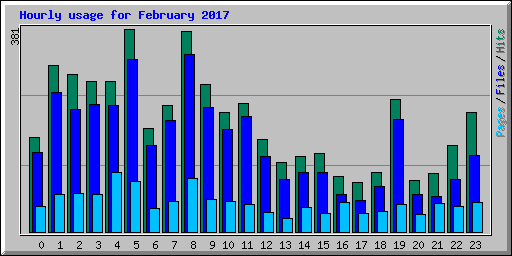 Hourly usage for February 2017
381
Pages / Files / Hits
0 1 2 3 4 5 6 7 8 9 10 11 12 13 14 15 16 17 18 19 20 21 22 23